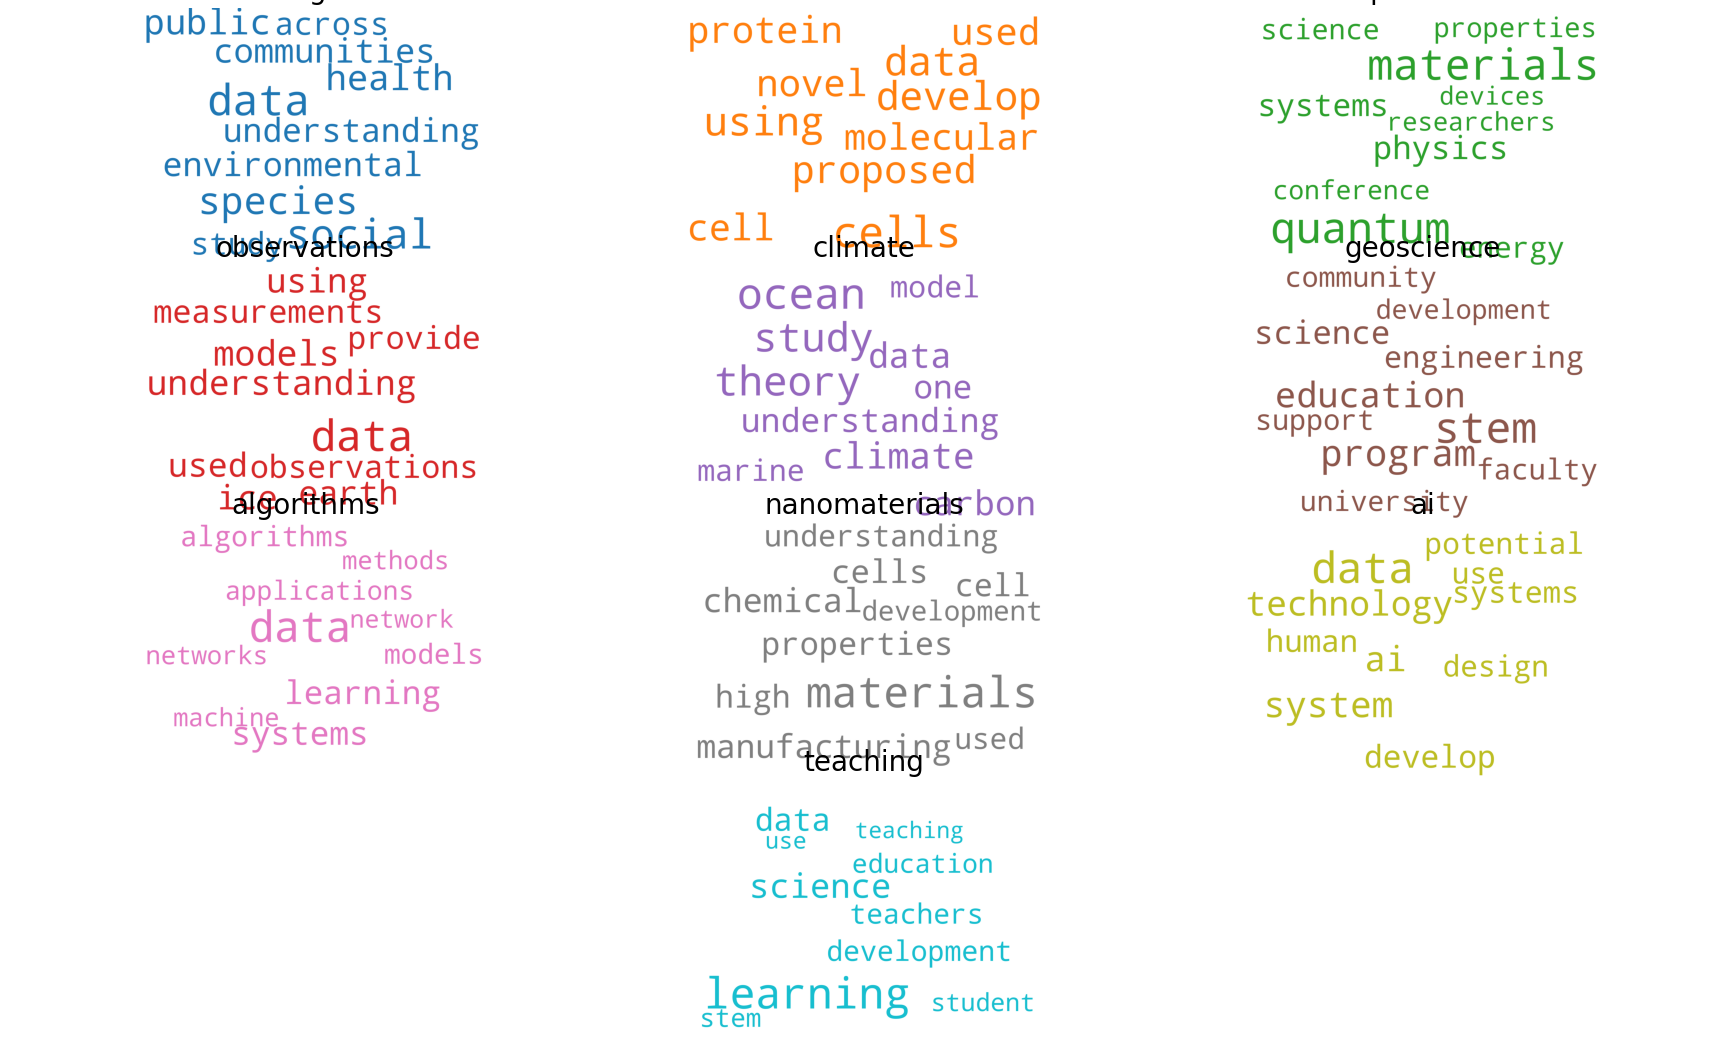 public across
communities
health
data
understanding
environmental
species
study social
protein used
data
novel
develop
using
molecular
proposed
cell cells
science properties
materials
systems devices
researchers
physics
conference
quantum energy
observations
using
measurements
provide
models
understanding
data
used observations
ice earth
climate
ocean model
study
data
theory one
understanding
climate
marine
carbon
geoscience
community
development
science
engineering
education
support stem
program faculty
university
algorithms
algorithms
methods
applications
data network
networks models
learning
machine
systems
nanomaterials
understanding
cells
cell
chemical development
properties
high materials
manufacturing used
ai
potential
data use
technology systems
human
ai design
system
develop
teaching
data teaching
use
education
science
teachers
development
learning student
stem